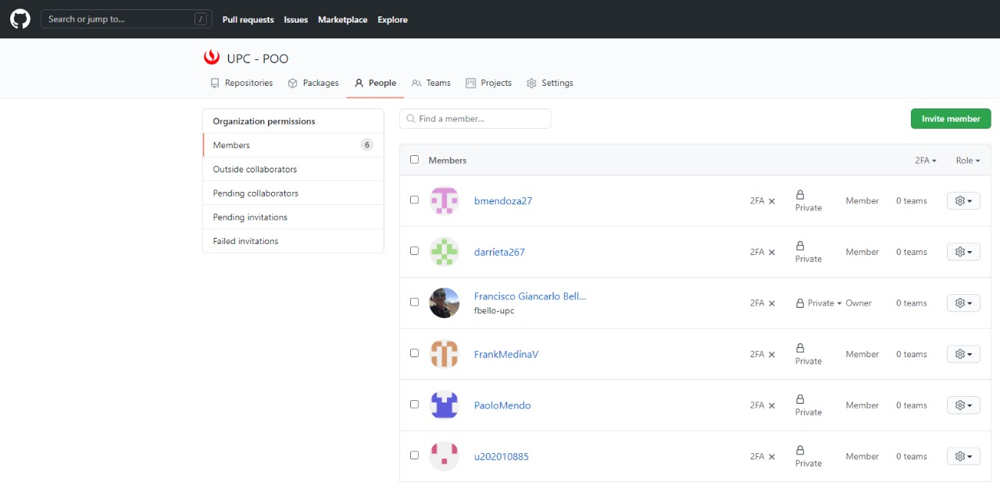 Search or jump to... /
Pull requests Issues Marketplace Explore
UPC - POO
Repositories Packages People Teams Projects Settings
Organization permissions
Members 6
Outside collaborators
Pending collaborators
Pending invitations
Failed invitations
Find a member...
Invite member
Members 2FA Role
bmendoza27 2FA Private Member 0 teams
darrieta267 2FA Private Member 0 teams
Francisco Giancarlo Bell...
fbello-upc 2FA Private Owner 0 teams
FrankMedinaV 2FA Private Member 0 teams
PaoloMendo 2FA Private Member 0 teams
u202010885 2FA Private Member 0 teams